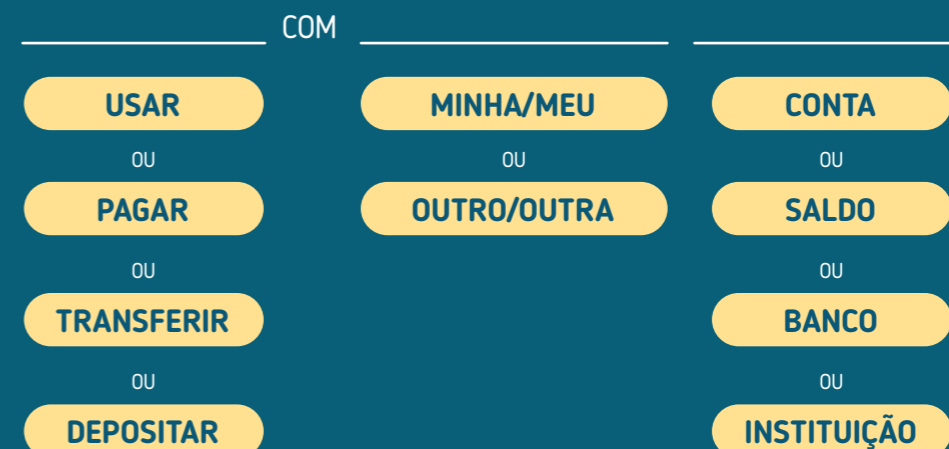 COM
USAR MINHA/MEU CONTA
OU OU OU
PAGAR OUTRO/OUTRA SALDO
OU OU
TRANSFERIR BANCO
OU OU
DEPOSITAR INSTITUIÇÃO